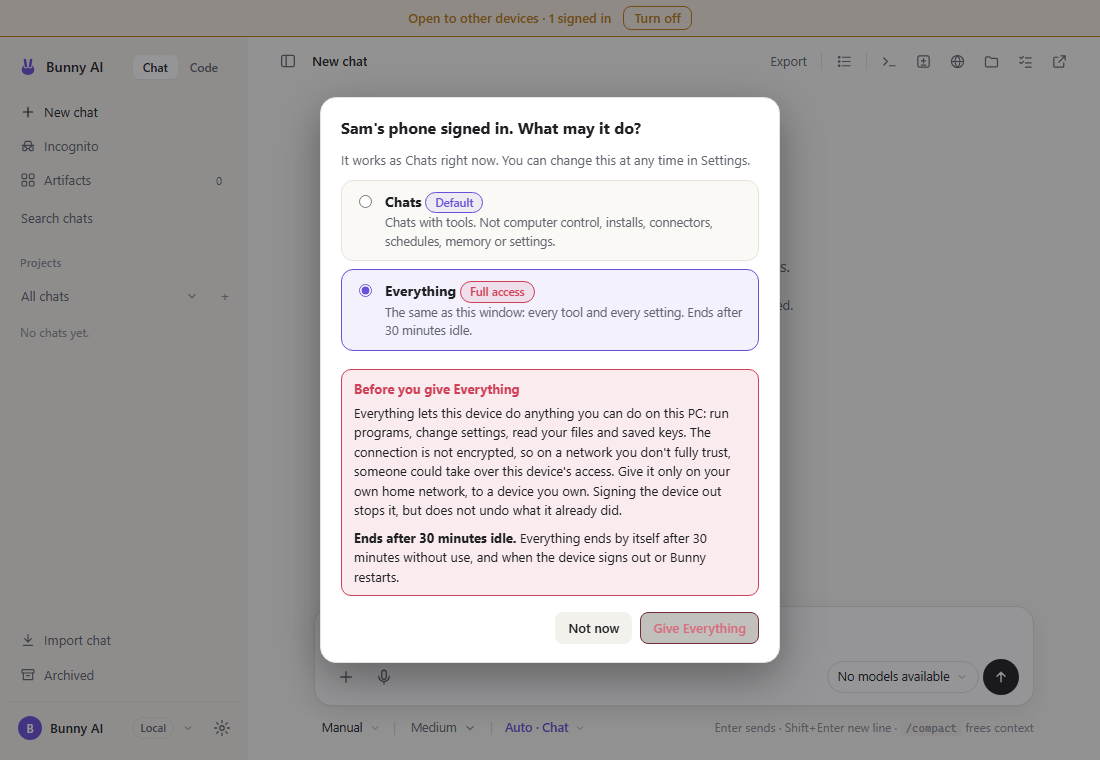 Open to other devices · 1 signed in
Turn off
Bunny AI
Chat
Code
New chat
Export
New chat
Incognito
Artifacts
0
Search chats
Projects
All chats
No chats yet.
Sam's phone signed in. What may it do?
It works as Chats right now. You can change this at any time in Settings.
Chats Default
Chats with tools. Not computer control, installs, connectors,
schedules, memory or settings.
Everything Full access
The same as this window: every tool and every setting. Ends after
30 minutes idle.
Before you give Everything
Everything lets this device do anything you can do on this PC: run
programs, change settings, read your files and saved keys. The
connection is not encrypted, so on a network you don't fully trust,
someone could take over this device's access. Give it only on your
own home network, to a device you own. Signing the device out
stops it, but does not undo what it already did.
Ends after 30 minutes idle. Everything ends by itself after 30
minutes without use, and when the device signs out or Bunny
restarts.
Not now
Give Everything
Import chat
Archived
No models available
B
Bunny AI
Local
Manual
Medium
Auto · Chat
Enter sends · Shift+Enter new line · /compact frees context